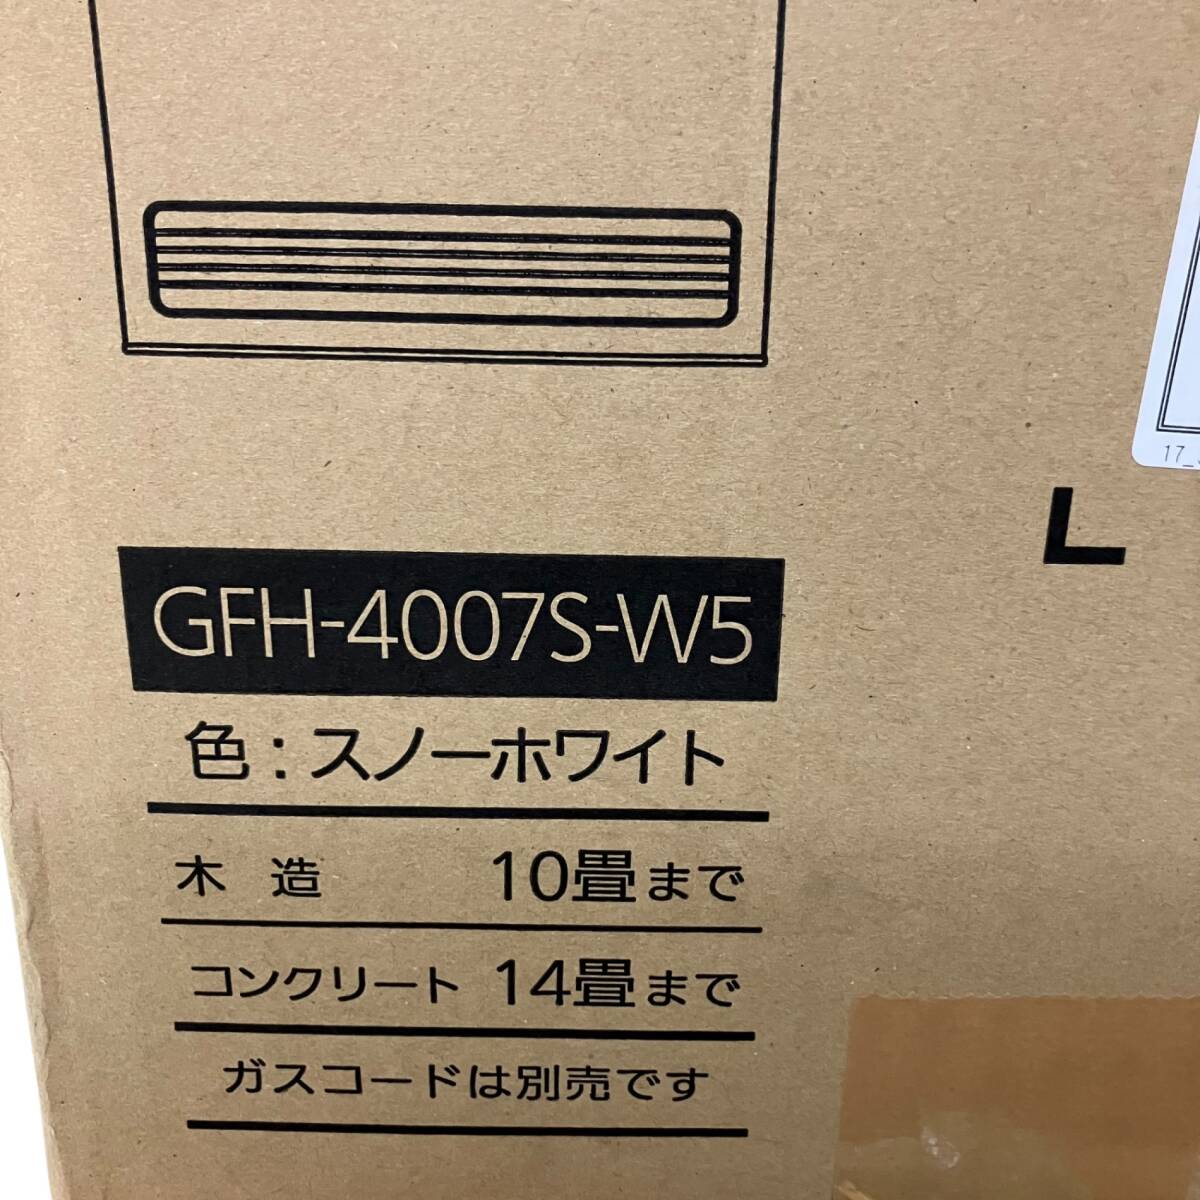 17_
L
GFH-4007S-W5
色：スノーホワイト
木造 10畳まで
コンクリート 14畳まで
ガスコードは別売です